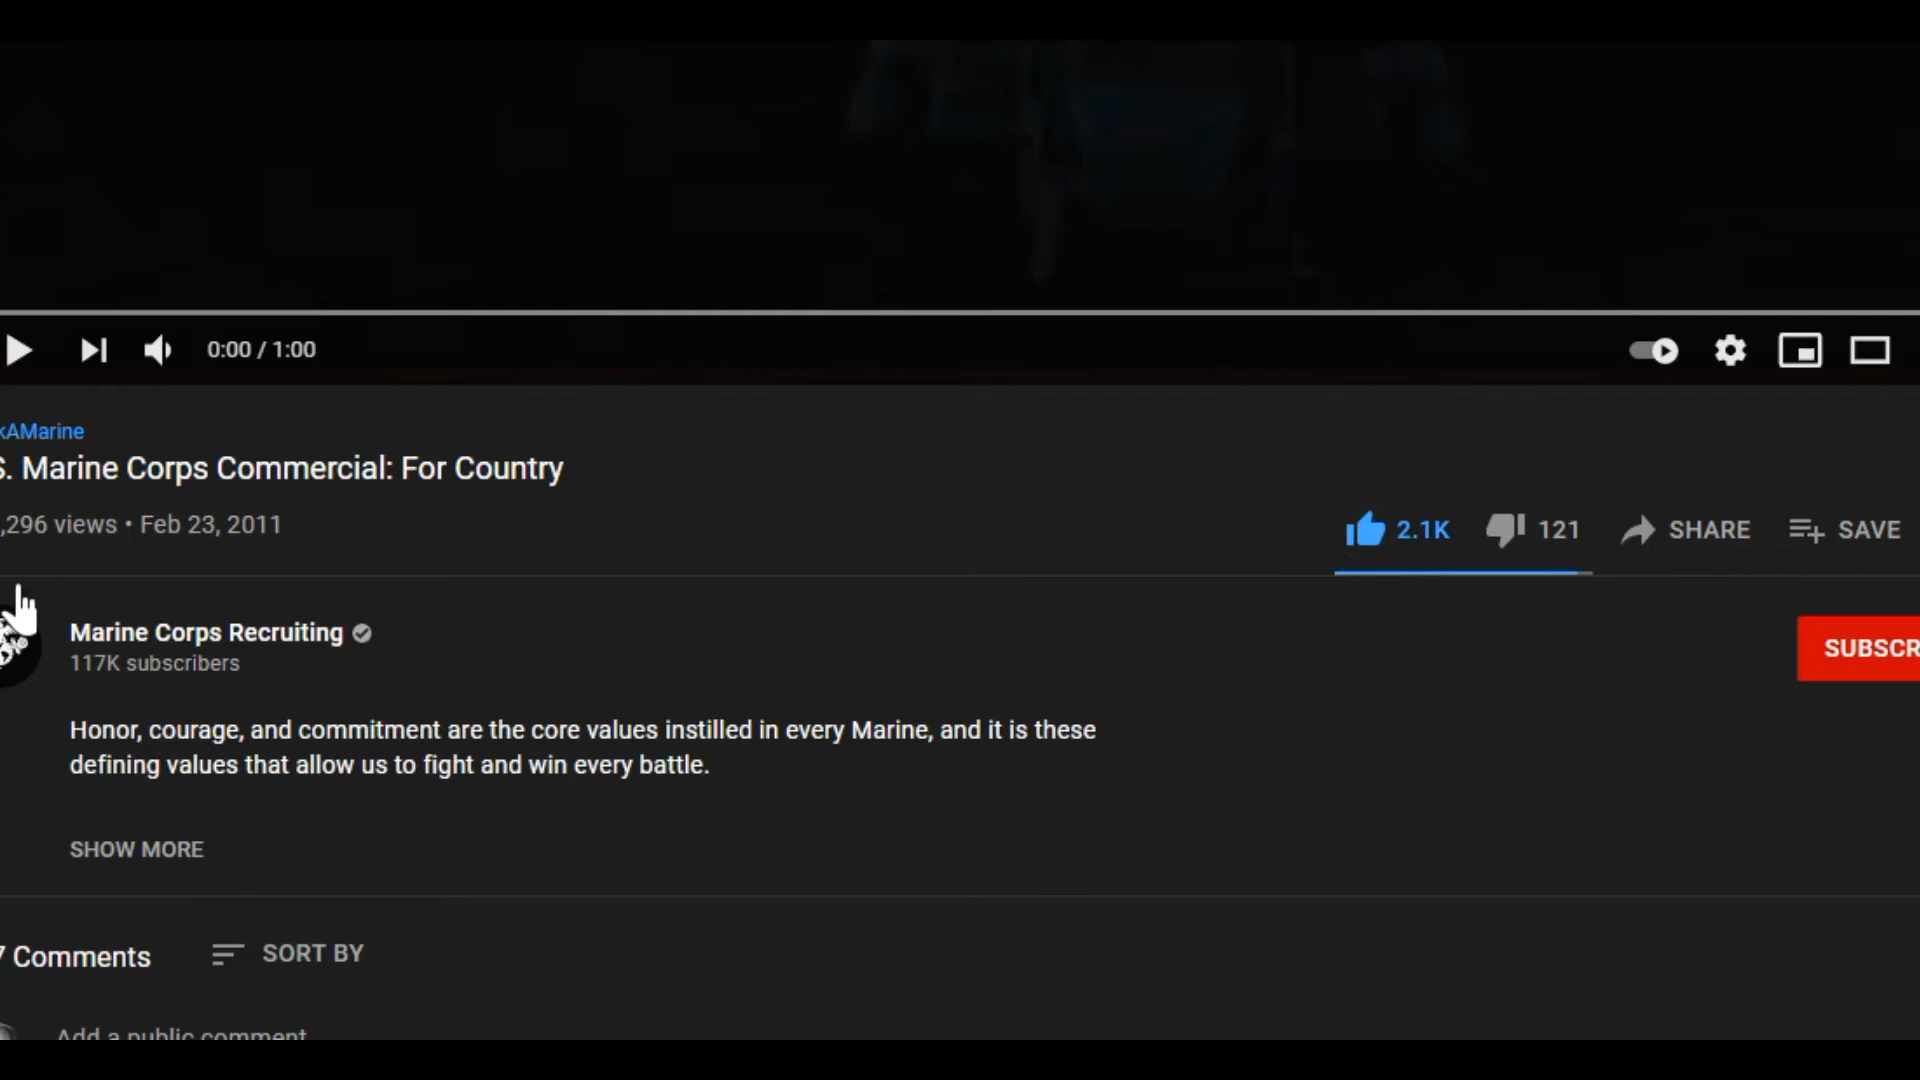 0:00 / 1:00
kAMarine
S. Marine Corps Commercial: For Country
,296 views • Feb 23, 2011
2.1K 121 SHARE SAVE
Marine Corps Recruiting
117K subscribers
SUBSCR
Honor, courage, and commitment are the core values instilled in every Marine, and it is these
defining values that allow us to fight and win every battle.
SHOW MORE
7 Comments SORT BY
Add a public comment